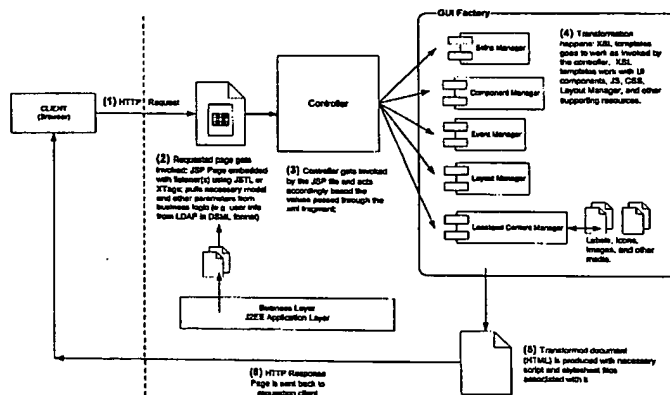 GUI Factory
Skins Manager
Component Manager
Event Manager
Layout Manager
Localized Content Manager
Labels, Icons,
Images, and other
media.
(4) Transformation
happens: XSL templates
goes to work as invoked by
the controller. XSL
templates work with UI
components, JS, CSS,
Layout Manager, and other
supporting resources.
CLIENT
(Browser)
(1) HTTP Request
Controller
(2) Requested page gets
invoked: JSP Page embedded
with listener(s) using JSTL or
XTags; pulls necessary model
and other parameters from
business logic (e.g. user info
from LDAP in DSML format)
(3) Controller gets invoked
by the JSP file and acts
accordingly based the
values passed through the
xml fragment;
Business Layer
J2EE Application Layer
(5) Transformed document
(HTML) is produced with necessary
script and stylesheet files
associated with it
(6) HTTP Response
Page is sent back to
requesting client